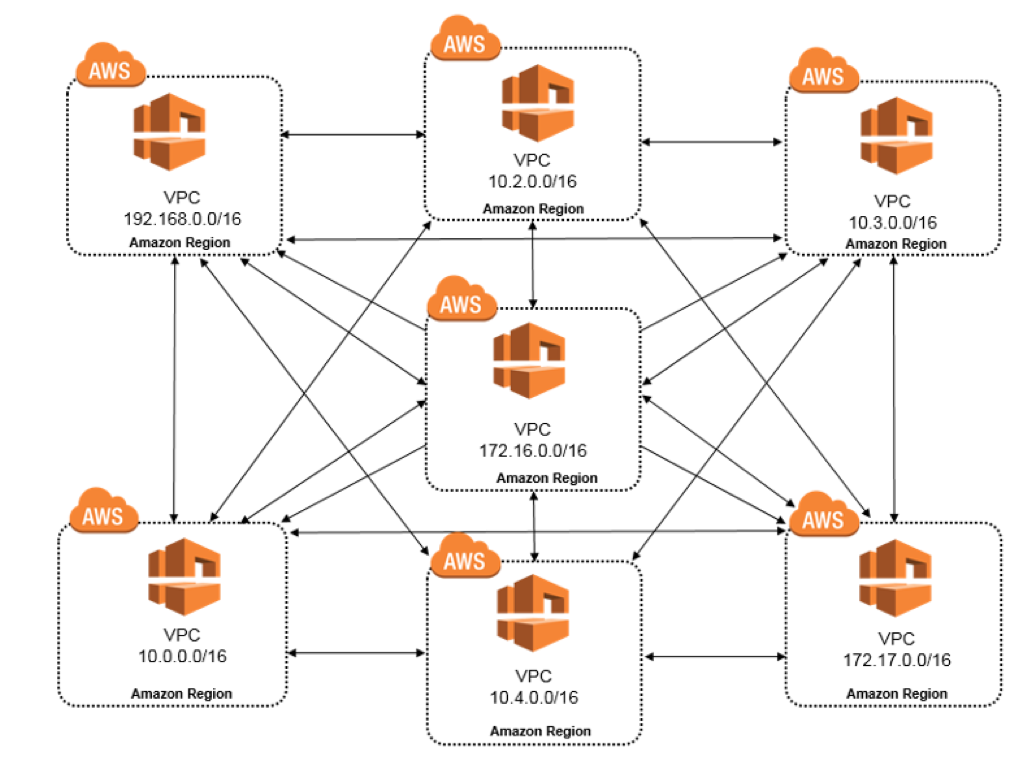 AWS
VPC
192.168.0.0/16
Amazon Region
AWS
VPC
10.2.0.0/16
Amazon Region
AWS
VPC
10.3.0.0/16
Amazon Region
AWS
VPC
172.16.0.0/16
Amazon Region
AWS
VPC
10.0.0.0/16
Amazon Region
AWS
VPC
10.4.0.0/16
Amazon Region
AWS
VPC
172.17.0.0/16
Amazon Region